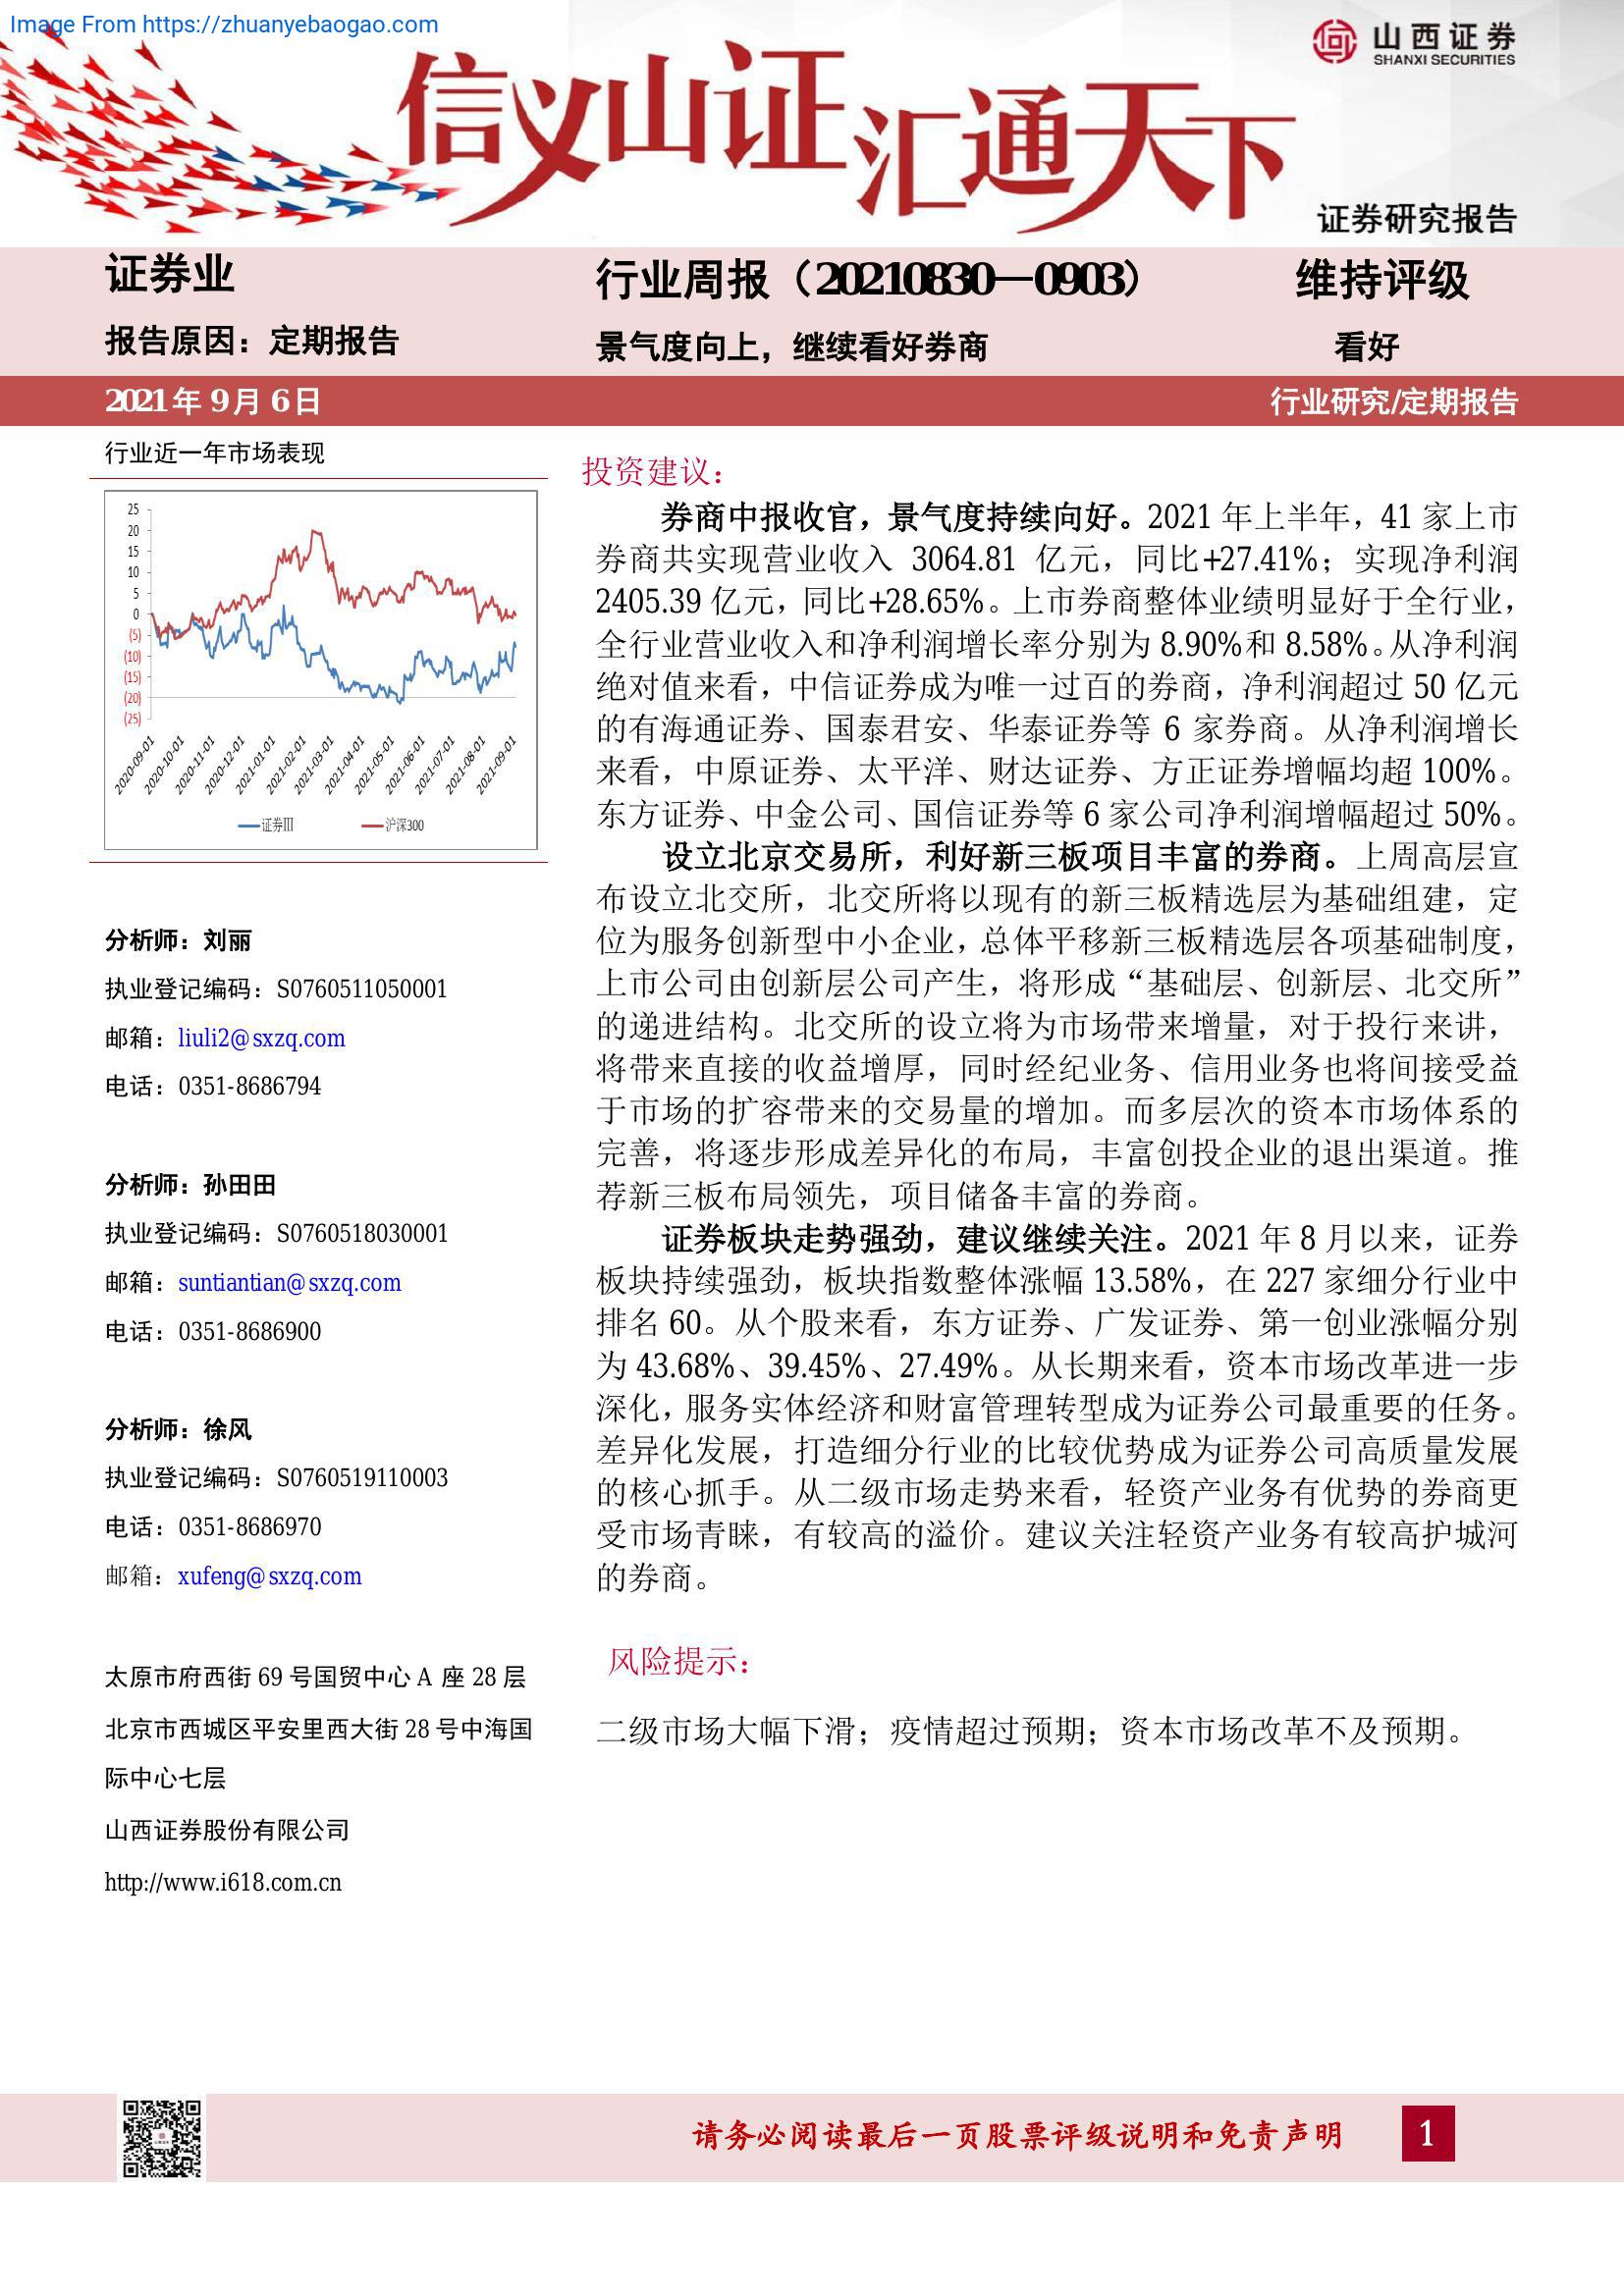 Image From https://zhuanyebaogao.com
山西证券
SHANXI SECURITIES
信义山证汇通天下
证券研究报告
证券业
行业周报（20210830—0903）
维持评级
报告原因：定期报告
景气度向上，继续看好券商
看好
2021 年 9 月 6 日
行业研究/定期报告
行业近一年市场表现
25
20
15
10
5
0
(5)
(10)
(15)
(20)
(25)
2020-09-01
2020-10-01
2020-11-01
2020-12-01
2021-01-01
2021-02-01
2021-03-01
2021-04-01
2021-05-01
2021-06-01
2021-07-01
2021-08-01
2021-09-01
证券III
沪深300
分析师：刘丽
执业登记编码：S0760511050001
邮箱：liuli2@sxzq.com
电话：0351-8686794
分析师：孙田田
执业登记编码：S0760518030001
邮箱：suntiantian@sxzq.com
电话：0351-8686900
分析师：徐风
执业登记编码：S0760519110003
电话：0351-8686970
邮箱：xufeng@sxzq.com
太原市府西街 69 号国贸中心 A 座 28 层
北京市西城区平安里西大街 28 号中海国
际中心七层
山西证券股份有限公司
http://www.i618.com.cn
投资建议：
券商中报收官，景气度持续向好。2021 年上半年，41 家上市
券商共实现营业收入 3064.81 亿元，同比+27.41%；实现净利润
2405.39 亿元，同比+28.65%。上市券商整体业绩明显好于全行业，
全行业营业收入和净利润增长率分别为 8.90%和 8.58%。从净利润
绝对值来看，中信证券成为唯一过百的券商，净利润超过 50 亿元
的有海通证券、国泰君安、华泰证券等 6 家券商。从净利润增长
来看，中原证券、太平洋、财达证券、方正证券增幅均超 100%。
东方证券、中金公司、国信证券等 6 家公司净利润增幅超过 50%。
设立北京交易所，利好新三板项目丰富的券商。上周高层宣
布设立北交所，北交所将以现有的新三板精选层为基础组建，定
位为服务创新型中小企业，总体平移新三板精选层各项基础制度，
上市公司由创新层公司产生，将形成“基础层、创新层、北交所”
的递进结构。北交所的设立将为市场带来增量，对于投行来讲，
将带来直接的收益增厚，同时经纪业务、信用业务也将间接受益
于市场的扩容带来的交易量的增加。而多层次的资本市场体系的
完善，将逐步形成差异化的布局，丰富创投企业的退出渠道。推
荐新三板布局领先，项目储备丰富的券商。
证券板块走势强劲，建议继续关注。2021 年 8 月以来，证券
板块持续强劲，板块指数整体涨幅 13.58%，在 227 家细分行业中
排名 60。从个股来看，东方证券、广发证券、第一创业涨幅分别
为 43.68%、39.45%、27.49%。从长期来看，资本市场改革进一步
深化，服务实体经济和财富管理转型成为证券公司最重要的任务。
差异化发展，打造细分行业的比较优势成为证券公司高质量发展
的核心抓手。从二级市场走势来看，轻资产业务有优势的券商更
受市场青睐，有较高的溢价。建议关注轻资产业务有较高护城河
的券商。
风险提示：
二级市场大幅下滑；疫情超过预期；资本市场改革不及预期。
请务必阅读最后一页股票评级说明和免责声明
1